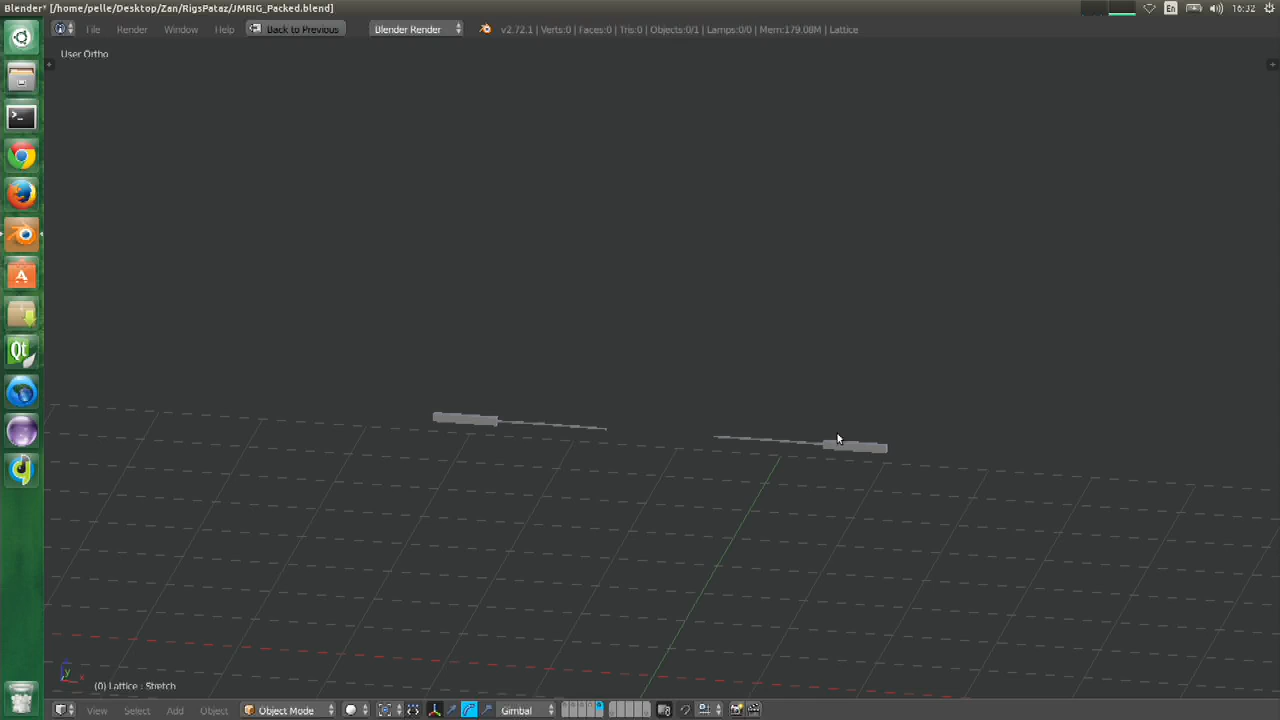 Blender* [/home/pelle/Desktop/Zan/RigsPataz/JMRIG_Packed.blend]
En
16:32
File Render Window Help Back to Previous Blender Render v2.72.1 | Verts:0 | Faces:0 | Tris:0 | Objects:0/1 | Lamps:0/0 | Mem:179.08M | Lattice
User Ortho
Qt
y x
(0) Lattice : Stretch
View Select Add Object Object Mode Gimbal